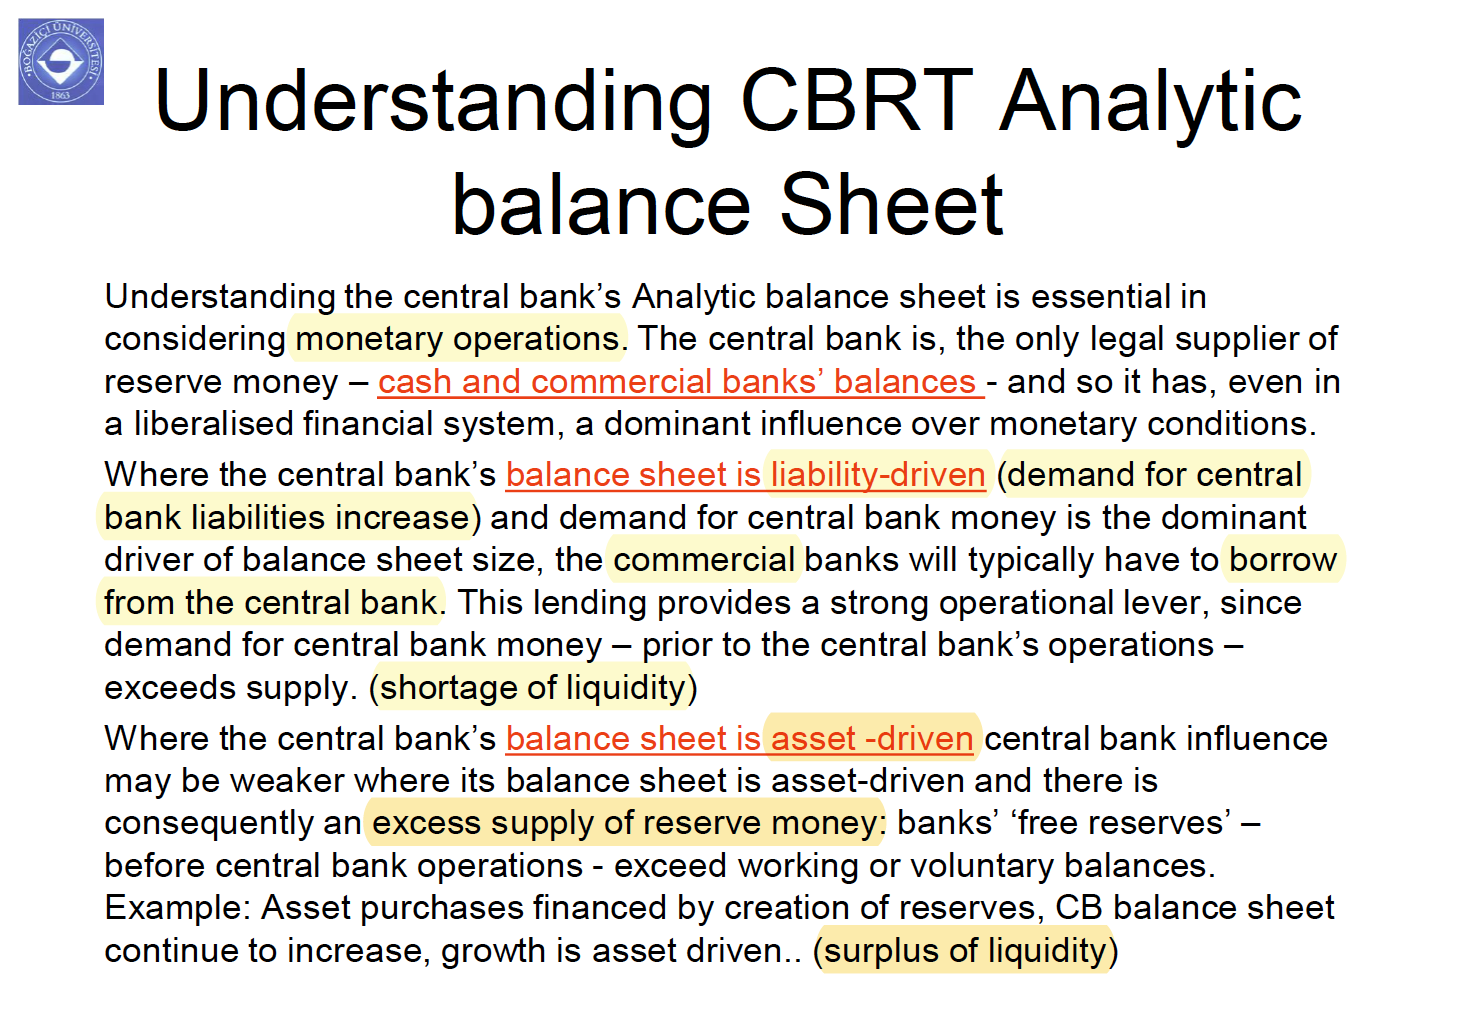 BOĞAZİÇİ ÜNİVERSİTESİ
1863
Understanding CBRT Analytic
balance Sheet
Understanding the central bank’s Analytic balance sheet is essential in
considering monetary operations. The central bank is, the only legal supplier of
reserve money – cash and commercial banks’ balances - and so it has, even in
a liberalised financial system, a dominant influence over monetary conditions.
Where the central bank’s balance sheet is liability-driven (demand for central
bank liabilities increase) and demand for central bank money is the dominant
driver of balance sheet size, the commercial banks will typically have to borrow
from the central bank. This lending provides a strong operational lever, since
demand for central bank money – prior to the central bank’s operations –
exceeds supply. (shortage of liquidity)
Where the central bank’s balance sheet is asset -driven central bank influence
may be weaker where its balance sheet is asset-driven and there is
consequently an excess supply of reserve money: banks’ ‘free reserves’ –
before central bank operations - exceed working or voluntary balances.
Example: Asset purchases financed by creation of reserves, CB balance sheet
continue to increase, growth is asset driven.. (surplus of liquidity)